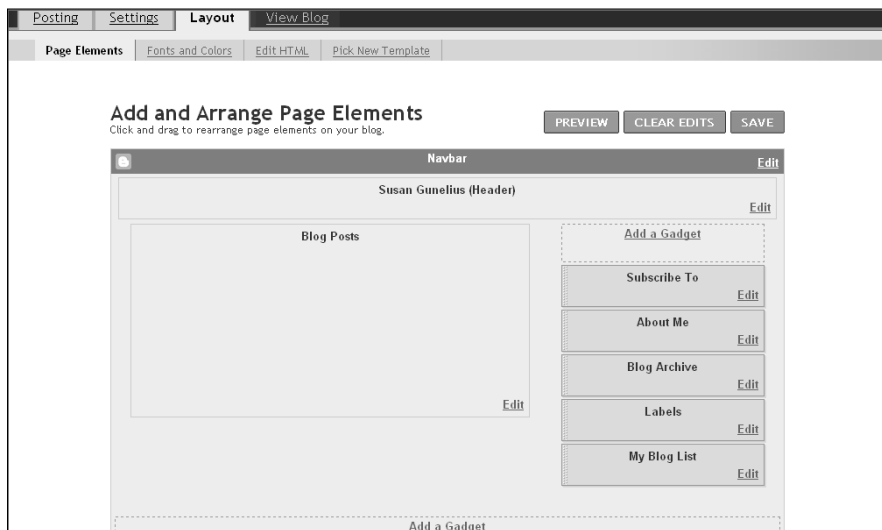 Posting Settings Layout View Blog
Page Elements Fonts and Colors Edit HTML Pick New Template
Add and Arrange Page Elements
Click and drag to rearrange page elements on your blog.
PREVIEW CLEAR EDITS SAVE
Navbar
Edit
Susan Gunelius (Header)
Edit
Blog Posts
Edit
Add a Gadget
Subscribe To
Edit
About Me
Edit
Blog Archive
Edit
Labels
Edit
My Blog List
Edit
Add a Gadget